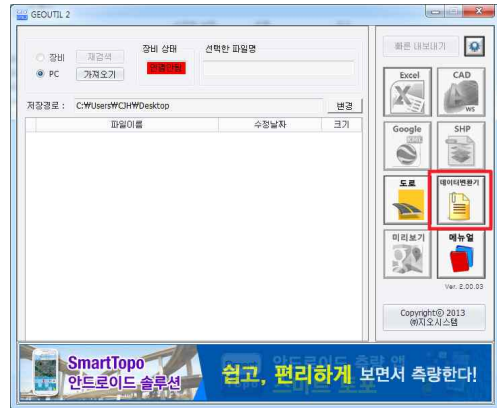 GEOUTIL 2
장비
재검색
PC
가져오기
장비 상태
연결안됨
선택한 파일명
저장경로 : C:₩Users₩CIH₩Desktop
변경
파일이름 수정날짜 크기
빠른 내보내기
Excel CAD
WS
Google SHP
도로 데이터변환기
미리보기 메뉴얼
Ver. 2.00.03
Copyright© 2013
㈜지오시스템
SmartTopo
안드로이드 솔루션
쉽고, 편리하게 보면서 측량한다!